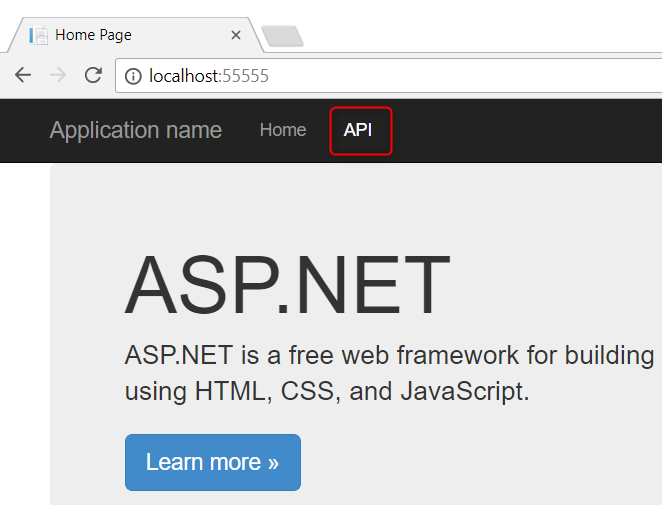 Home Page
localhost:55555
Application name Home API
ASP.NET
ASP.NET is a free web framework for building
using HTML, CSS, and JavaScript.
Learn more »